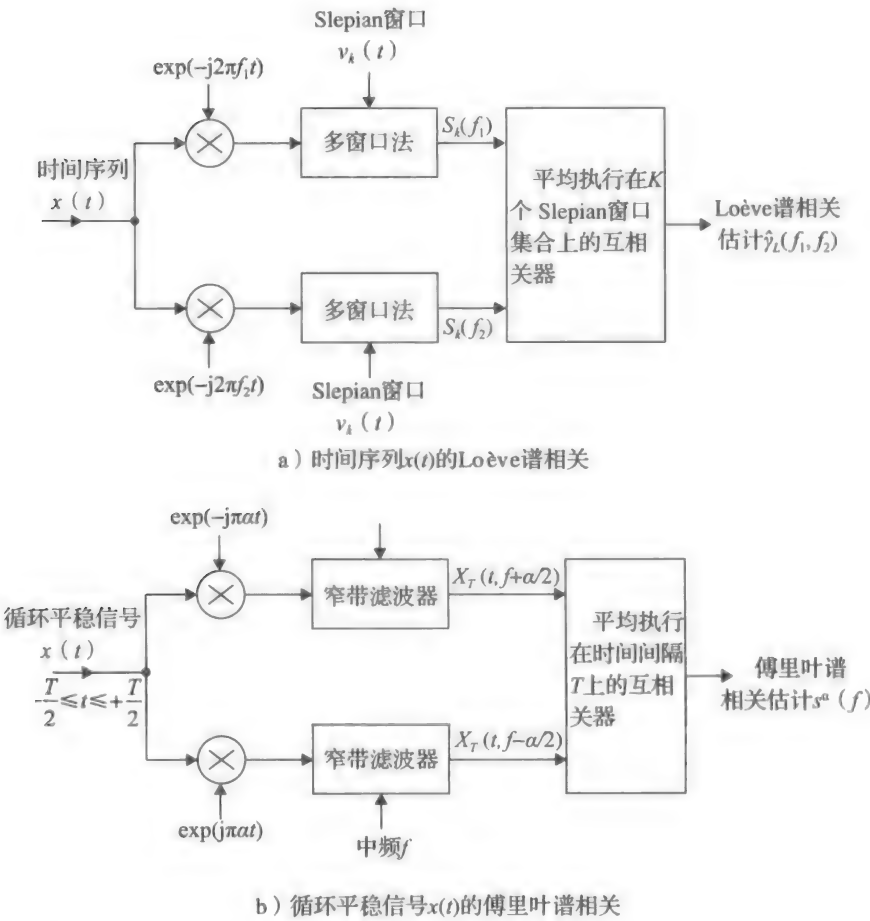 Slepian窗口
v_k（t）
exp(−j2πf₁t)
时间序列
x（t）
多窗口法
S_k(f₁)
平均执行在K
个 Slepian窗口
集合上的互相
关器
Loève谱相关
估计γ̂_L(f₁,f₂)
多窗口法
S_k(f₂)
exp(−j2πf₂t)
Slepian窗口
v_k（t）
a）时间序列x(t)的Loève谱相关
exp(−jπαt)
循环平稳信号
x（t）
−T/2≤t≤+T/2
窄带滤波器
X_T（t,f+α/2）
平均执行
在时间间隔
T上的互相
关器
傅里叶谱
相关估计s^α（f）
窄带滤波器
X_T（t,f−α/2）
exp(jπαt)
中频f
b）循环平稳信号x(t)的傅里叶谱相关